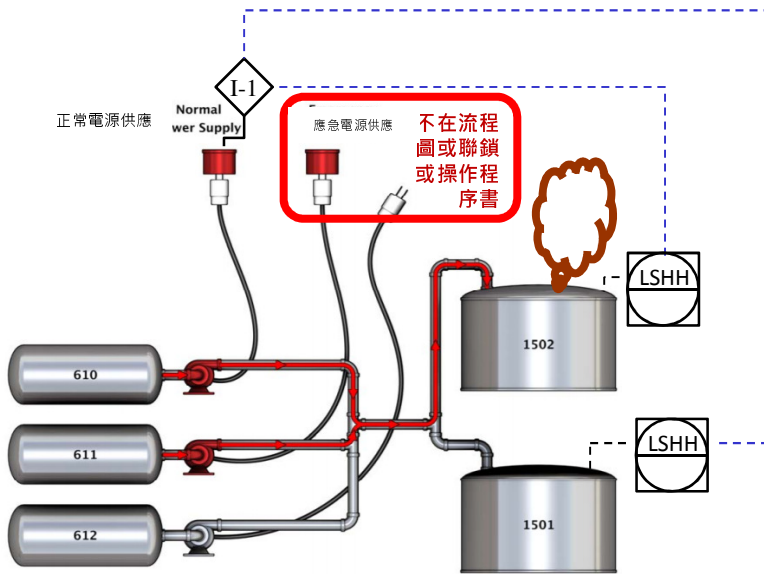 I-1
正常電源供應
Normal
wer Supply
應急電源供應
不在流程
圖或聯鎖
或操作程
序書
LSHH
1502
610
LSHH
611
1501
612